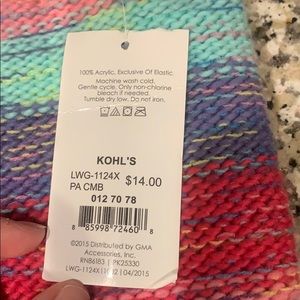 100% Acrylic, Exclusive Of Elastic
Machine wash cold.
Gentle cycle. Only non-chlorine
bleach if needed.
Tumble dry low. Do not iron.
KOHL'S
LWG-1124X $14.00
PA CMB
012 70 78
8 85998 72460 8
©2015 Distributed by GMA
Accessories, Inc.
RN86183 | PK25330
LWG-1124X|1002 | 04/2015